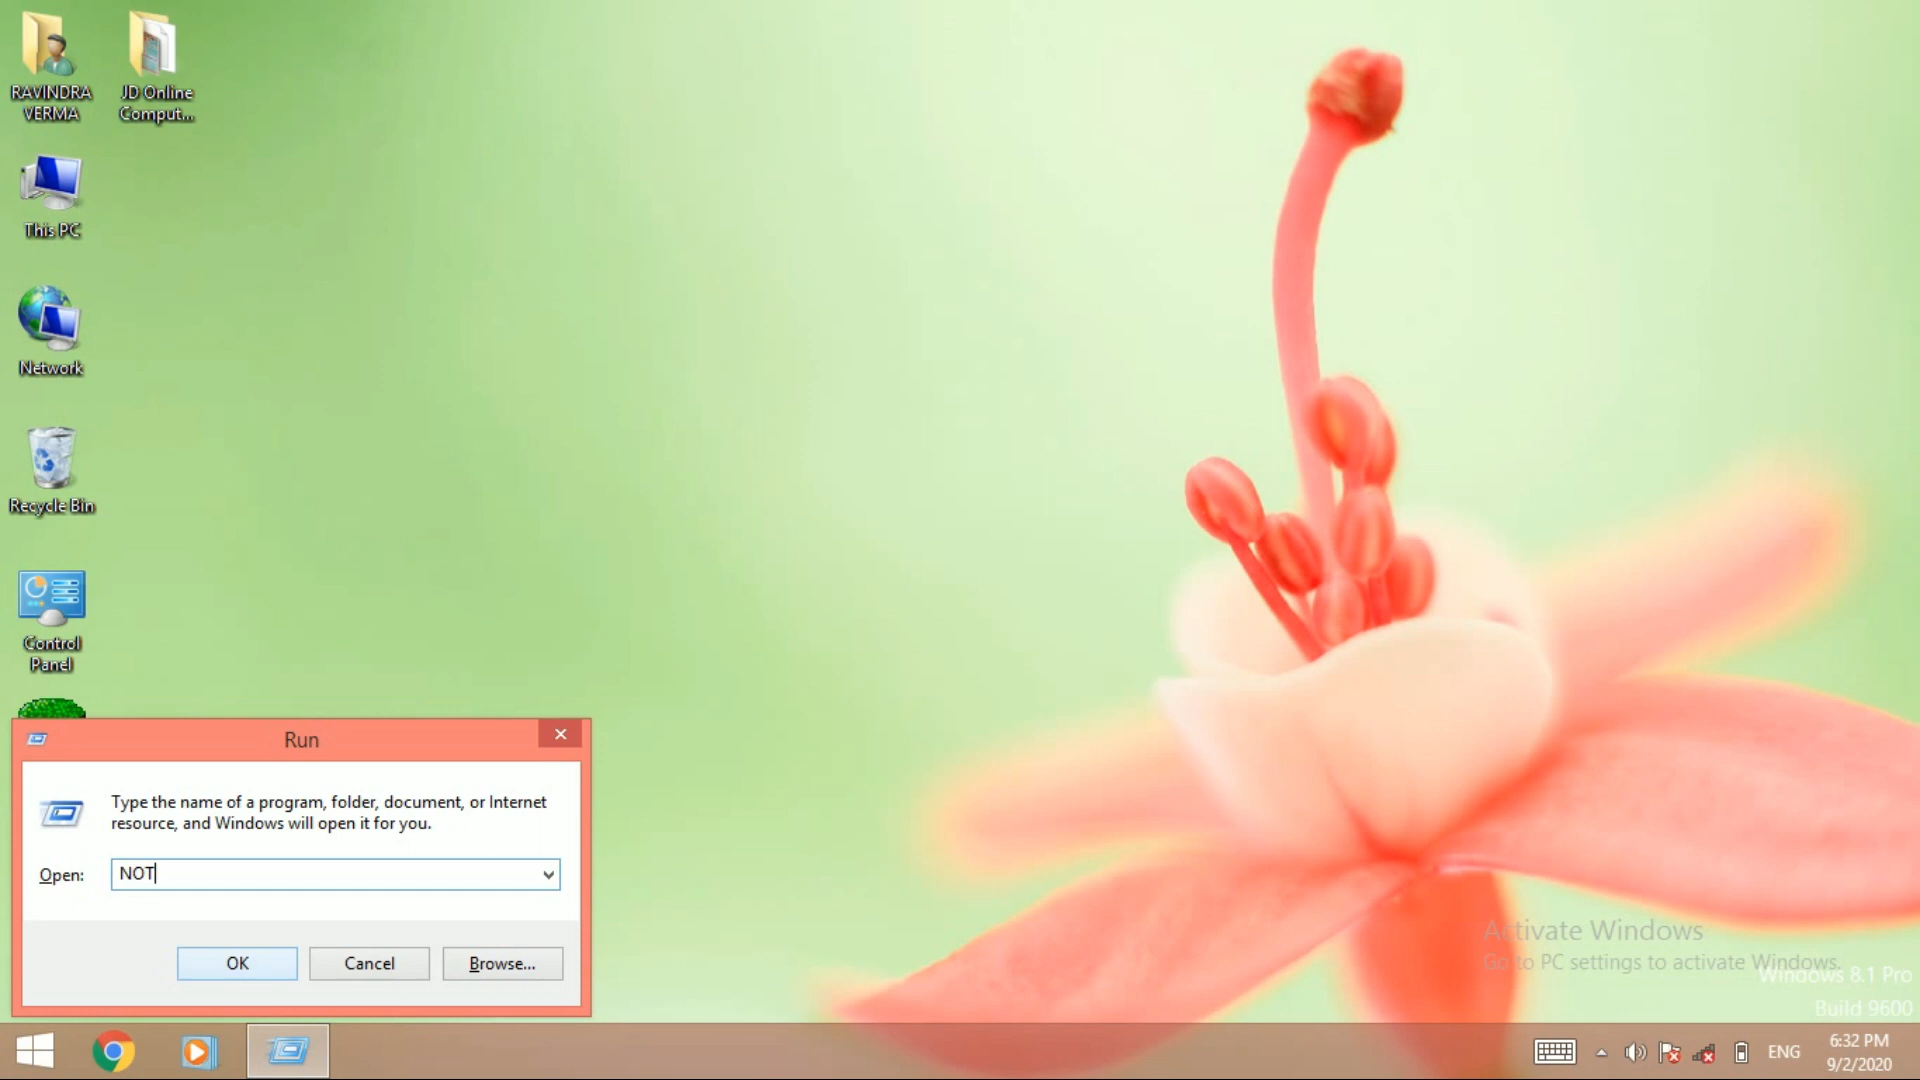 RAVINDRA
VERMA
JD Online
Comput...
This PC
Network
Recycle Bin
Control
Panel
Run
Type the name of a program, folder, document, or Internet
resource, and Windows will open it for you.
Open:
NOT
OK
Cancel
Browse...
Activate Windows
Go to PC settings to activate Windows.
Windows 8.1 Pro
Build 9600
ENG
6:32 PM
9/2/2020